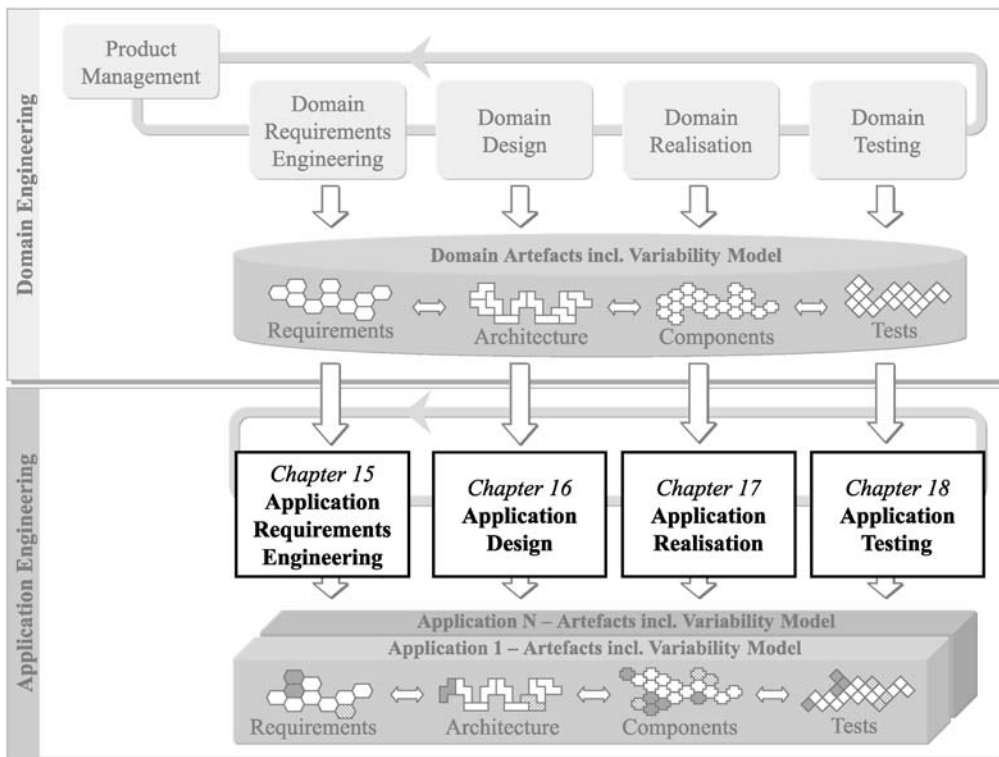 Domain Engineering
Product
Management
Domain
Requirements
Engineering
Domain
Design
Domain
Realisation
Domain
Testing
Domain Artefacts incl. Variability Model
Requirements
Architecture
Components
Tests
Application Engineering
Chapter 15
Application
Requirements
Engineering
Chapter 16
Application
Design
Chapter 17
Application
Realisation
Chapter 18
Application
Testing
Application N – Artefacts incl. Variability Model
Application 1 – Artefacts incl. Variability Model
Requirements
Architecture
Components
Tests